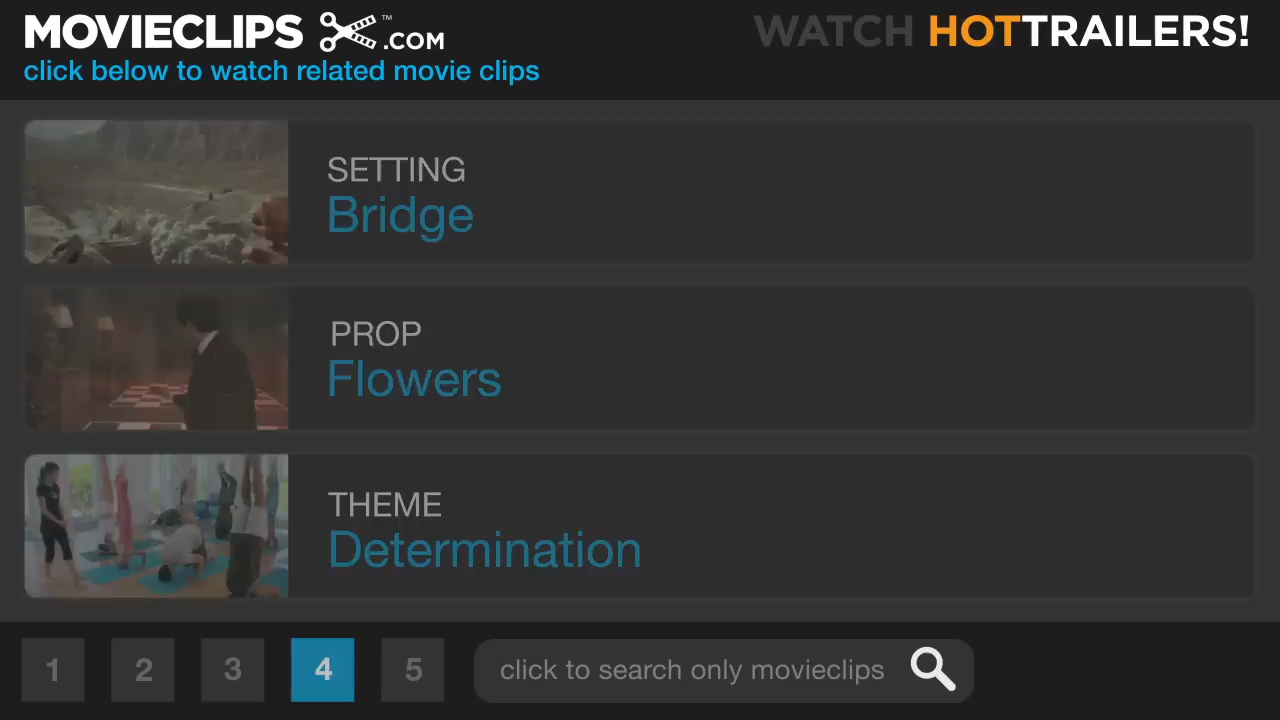 MOVIECLIPS ™ .COM
WATCH HOTTRAILERS!
click below to watch related movie clips
SETTING
Bridge
PROP
Flowers
THEME
Determination
1 2 3 4 5
click to search only movieclips